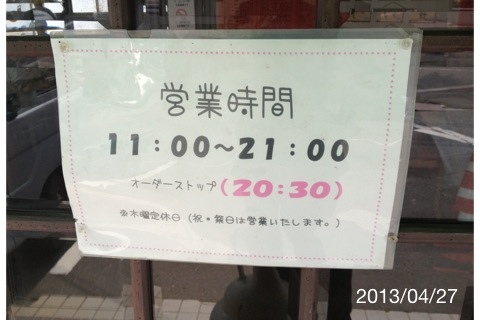 営業時間
11:00〜21:00
オーダーストップ(20:30)
※木曜定休日(祝・祭日は営業いたします。)
2013/04/27